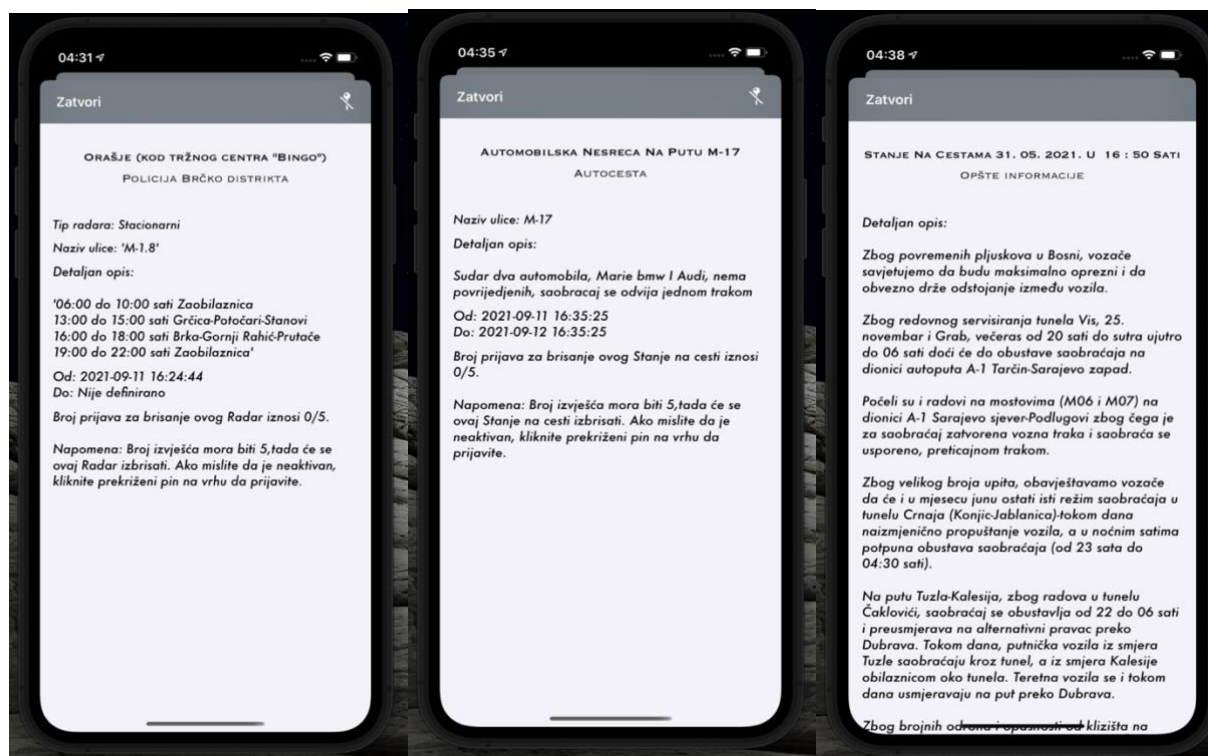 04:31
Zatvori
ORAŠJE (KOD TRŽNOG CENTRA "BINGO")
POLICIJA BRČKO DISTRIKTA
Tip radara: Stacionarni
Naziv ulice: 'M-1.8'
Detaljan opis:
'06:00 do 10:00 sati Zaobilaznica
13:00 do 15:00 sati Grčica-Potočari-Stanovi
16:00 do 18:00 sati Brka-Gornji Rahić-Prutače
19:00 do 22:00 sati Zaobilaznica'
Od: 2021-09-11 16:24:44
Do: Nije definirano
Broj prijava za brisanje ovog Radar iznosi 0/5.
Napomena: Broj izvješća mora biti 5,tada će se
ovaj Radar izbrisati. Ako mislite da je neaktivan,
kliknite prekriženi pin na vrhu da prijavite.
04:35
Zatvori
AUTOMOBILSKA NESRECA NA PUTU M-17
AUTOCESTA
Naziv ulice: M-17
Detaljan opis:
Sudar dva automobila, Marie bmw I Audi, nema
povrijedjenih, saobracaj se odvija jednom trakom
Od: 2021-09-11 16:35:25
Do: 2021-09-12 16:35:25
Broj prijava za brisanje ovog Stanje na cesti iznosi
0/5.
Napomena: Broj izvješća mora biti 5,tada će se
ovaj Stanje na cesti izbrisati. Ako mislite da je
neaktivan, kliknite prekriženi pin na vrhu da
prijavite.
04:38
Zatvori
STANJE NA CESTAMA 31. 05. 2021. U 16 : 50 SATI
OPŠTE INFORMACIJE
Detaljan opis:
Zbog povremenih pljuskova u Bosni, vozače
savjetujemo da budu maksimalno oprezni i da
obvezno drže odstojanje između vozila.
Zbog redovnog servisiranja tunela Vis, 25.
novembar i Grab, večeras od 20 sati do sutra ujutro
do 06 sati doći će do obustave saobraćaja na
dionici autoputa A-1 Tarčin-Sarajevo zapad.
Počeli su i radovi na mostovima (M06 i M07) na
dionici A-1 Sarajevo sjever-Podlugovi zbog čega je
za saobraćaj zatvorena vozna traka i saobraća se
usporeno, preticajnom trakom.
Zbog velikog broja upita, obavještavamo vozače
da će i u mjesecu junu ostati isti režim saobraćaja u
tunelu Crnaja (Konjic-Jablanica)-tokom dana
naizmjenično propuštanje vozila, a u noćnim satima
potpuna obustava saobraćaja (od 23 sata do
04:30 sati).
Na putu Tuzla-Kalesija, zbog radova u tunelu
Čaklovići, saobraćaj se obustavlja od 22 do 06 sati
i preusmjerava na alternativni pravac preko
Dubrava. Tokom dana, putnička vozila iz smjera
Tuzle saobraćaju kroz tunel, a iz smjera Kalesije
obilaznicom oko tunela. Teretna vozila se i tokom
dana usmjeravaju na put preko Dubrava.
Zbog brojnih odrona i opasnosti od klizišta na